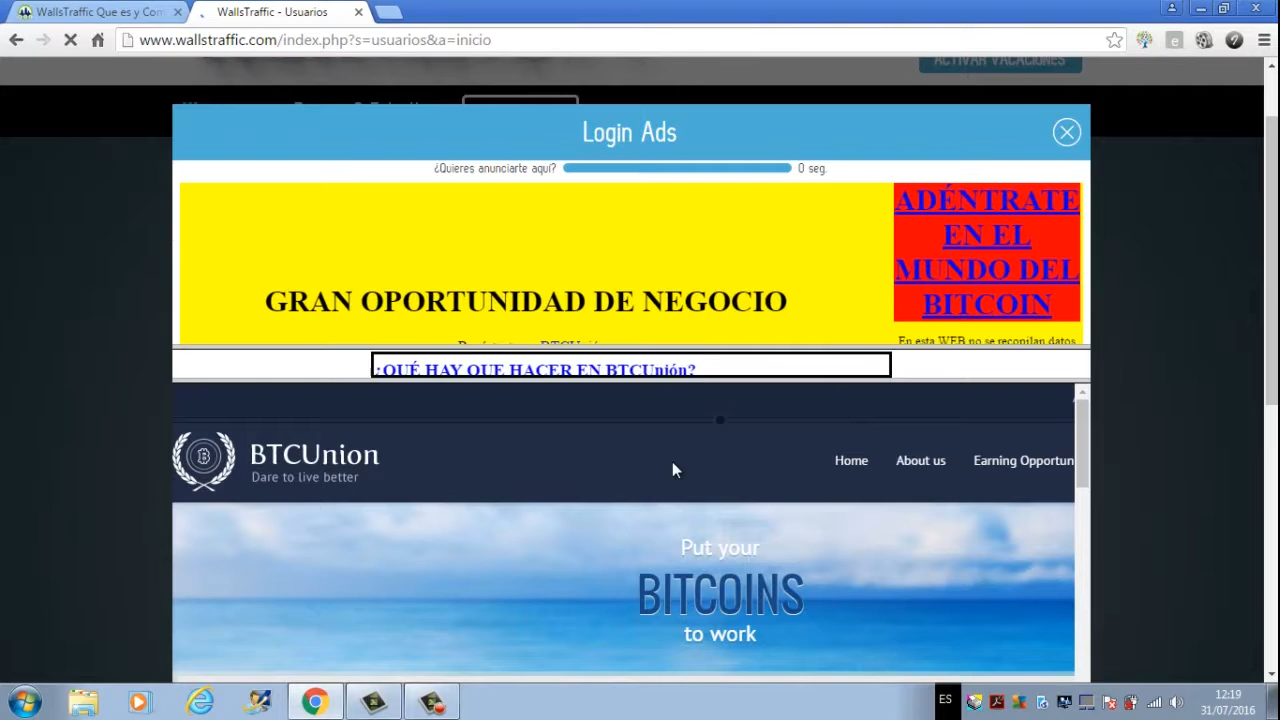 WallsTraffic Que es y Com
WallsTraffic - Usuarios
www.wallstraffic.com/index.php?s=usuarios&a=inicio
ACTIVAR VACACIONES
Login Ads
¿Quieres anunciarte aquí?
0 seg.
ADÉNTRATE
EN EL
MUNDO DEL
BITCOIN
GRAN OPORTUNIDAD DE NEGOCIO
En esta WEB no se recopilan datos
¿QUÉ HAY QUE HACER EN BTCUnión?
BTCUnion
Dare to live better
Home
About us
Earning Opportun
Put your
BITCOINS
to work
ES
12:19
31/07/2016